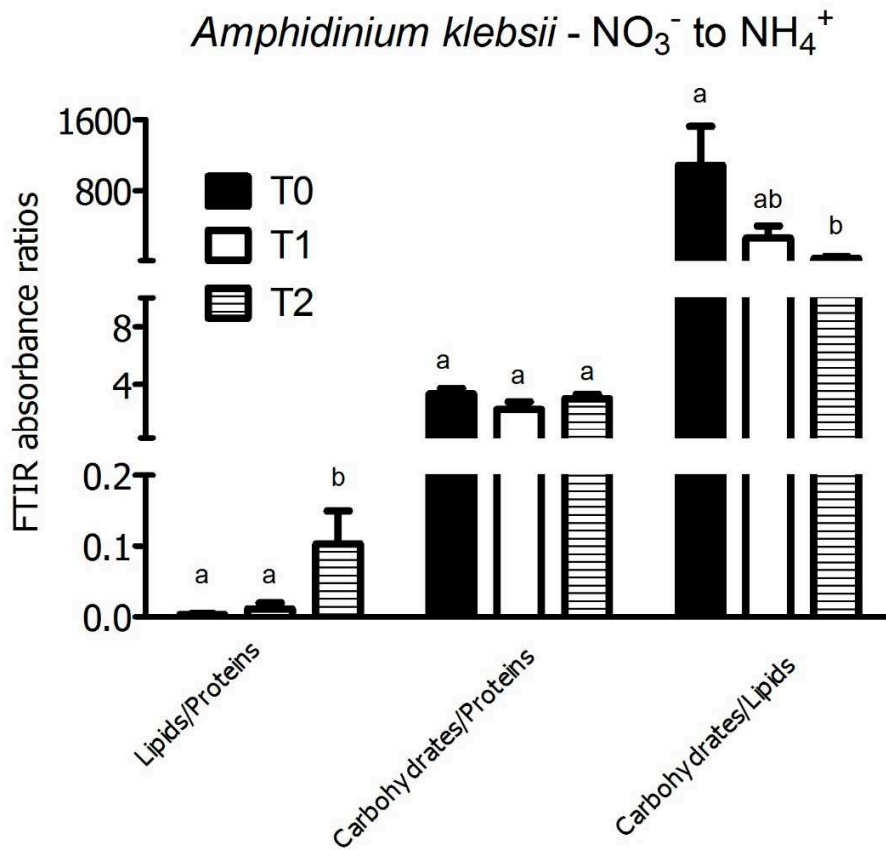 Amphidinium klebsii - NO₃⁻ to NH₄⁺
FTIR absorbance ratios
1600
800
8
4
0.2
0.1
0.0
T0
T1
T2
a
a
b
a
a
a
a
ab
b
Lipids/Proteins
Carbohydrates/Proteins
Carbohydrates/Lipids